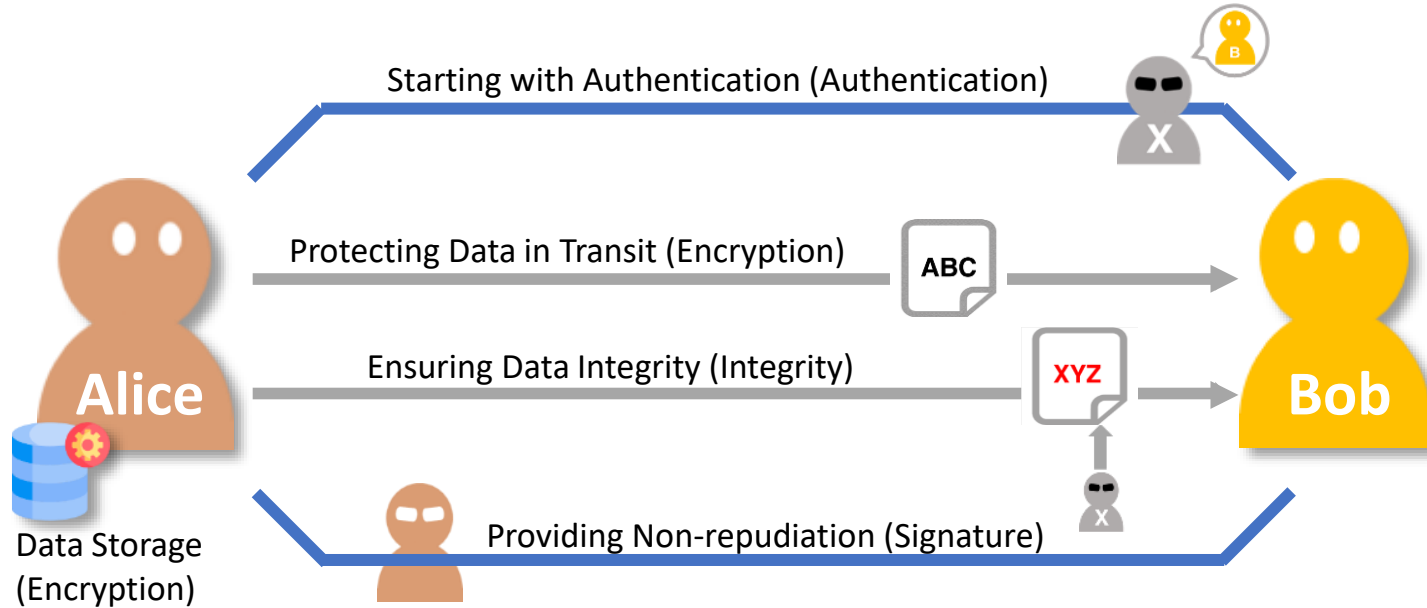 Starting with Authentication (Authentication)
B
X
Protecting Data in Transit (Encryption)
ABC
Ensuring Data Integrity (Integrity)
XYZ
Alice
Bob
X
Providing Non-repudiation (Signature)
Data Storage
(Encryption)